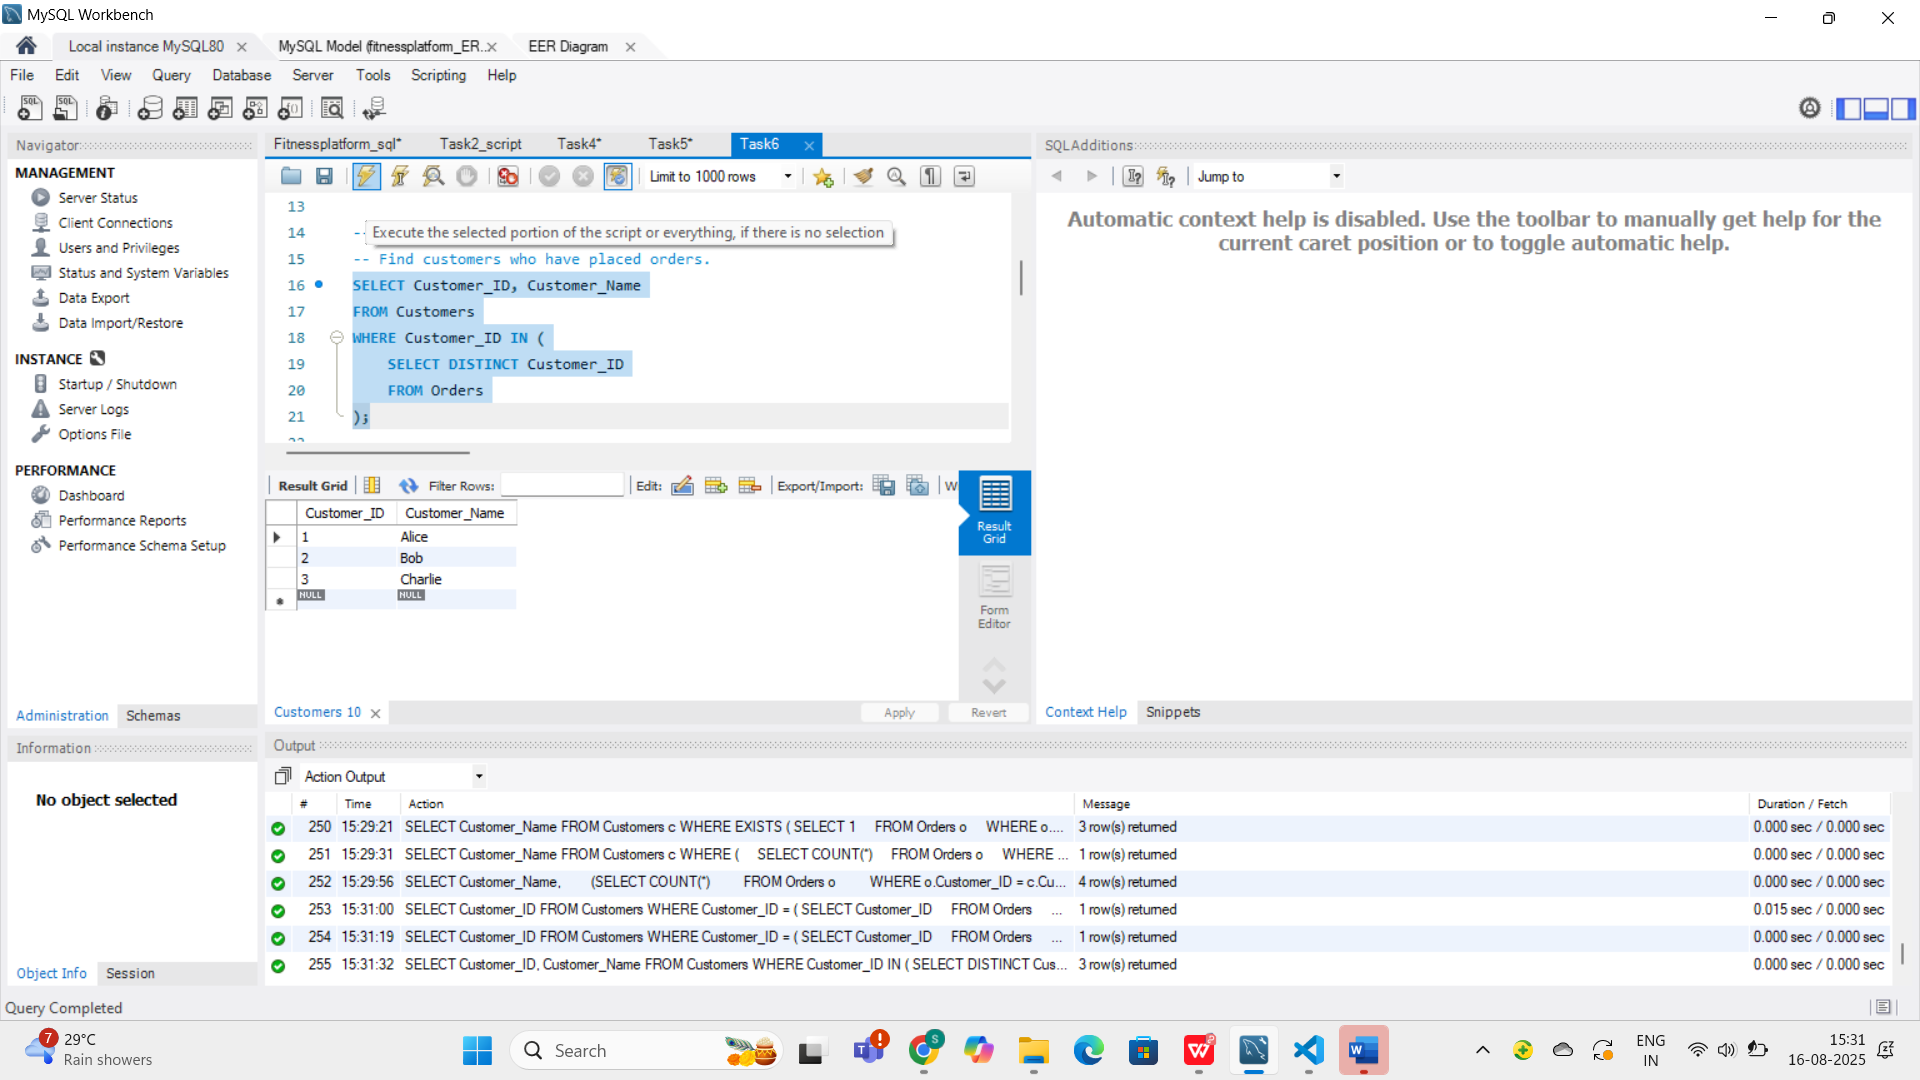 MySQL Workbench
Local instance MySQL80
MySQL Model (fitnessplatform_ER..
EER Diagram
File Edit View Query Database Server Tools Scripting Help
Navigator
MANAGEMENT
Server Status
Client Connections
Users and Privileges
Status and System Variables
Data Export
Data Import/Restore
INSTANCE
Startup / Shutdown
Server Logs
Options File
PERFORMANCE
Dashboard
Performance Reports
Performance Schema Setup
Administration Schemas
Information
No object selected
Object Info Session
Query Completed
Fitnessplatform_sql* Task2_script Task4* Task5* Task6
Limit to 1000 rows
13
14 --
Execute the selected portion of the script or everything, if there is no selection
15 -- Find customers who have placed orders.
16 SELECT Customer_ID, Customer_Name
17 FROM Customers
18 WHERE Customer_ID IN (
19 SELECT DISTINCT Customer_ID
20 FROM Orders
21 );
22
Result Grid Filter Rows: Edit: Export/Import: W
Customer_ID Customer_Name
1 Alice
2 Bob
3 Charlie
NULL NULL
Result Grid
Form Editor
Customers 10
Apply Revert
SQLAdditions
Jump to
Automatic context help is disabled. Use the toolbar to manually get help for the
current caret position or to toggle automatic help.
Context Help Snippets
Output
Action Output
# Time Action Message Duration / Fetch
250 15:29:21 SELECT Customer_Name FROM Customers c WHERE EXISTS ( SELECT 1 FROM Orders o WHERE o.... 3 row(s) returned 0.000 sec / 0.000 sec
251 15:29:31 SELECT Customer_Name FROM Customers c WHERE ( SELECT COUNT(*) FROM Orders o WHERE ... 1 row(s) returned 0.000 sec / 0.000 sec
252 15:29:56 SELECT Customer_Name, (SELECT COUNT(*) FROM Orders o WHERE o.Customer_ID = c.Cu... 4 row(s) returned 0.000 sec / 0.000 sec
253 15:31:00 SELECT Customer_ID FROM Customers WHERE Customer_ID = ( SELECT Customer_ID FROM Orders ... 1 row(s) returned 0.015 sec / 0.000 sec
254 15:31:19 SELECT Customer_ID FROM Customers WHERE Customer_ID = ( SELECT Customer_ID FROM Orders ... 1 row(s) returned 0.000 sec / 0.000 sec
255 15:31:32 SELECT Customer_ID, Customer_Name FROM Customers WHERE Customer_ID IN ( SELECT DISTINCT Cus... 3 row(s) returned 0.000 sec / 0.000 sec
7
29°C
Rain showers
Search
ENG
IN
15:31
16-08-2025